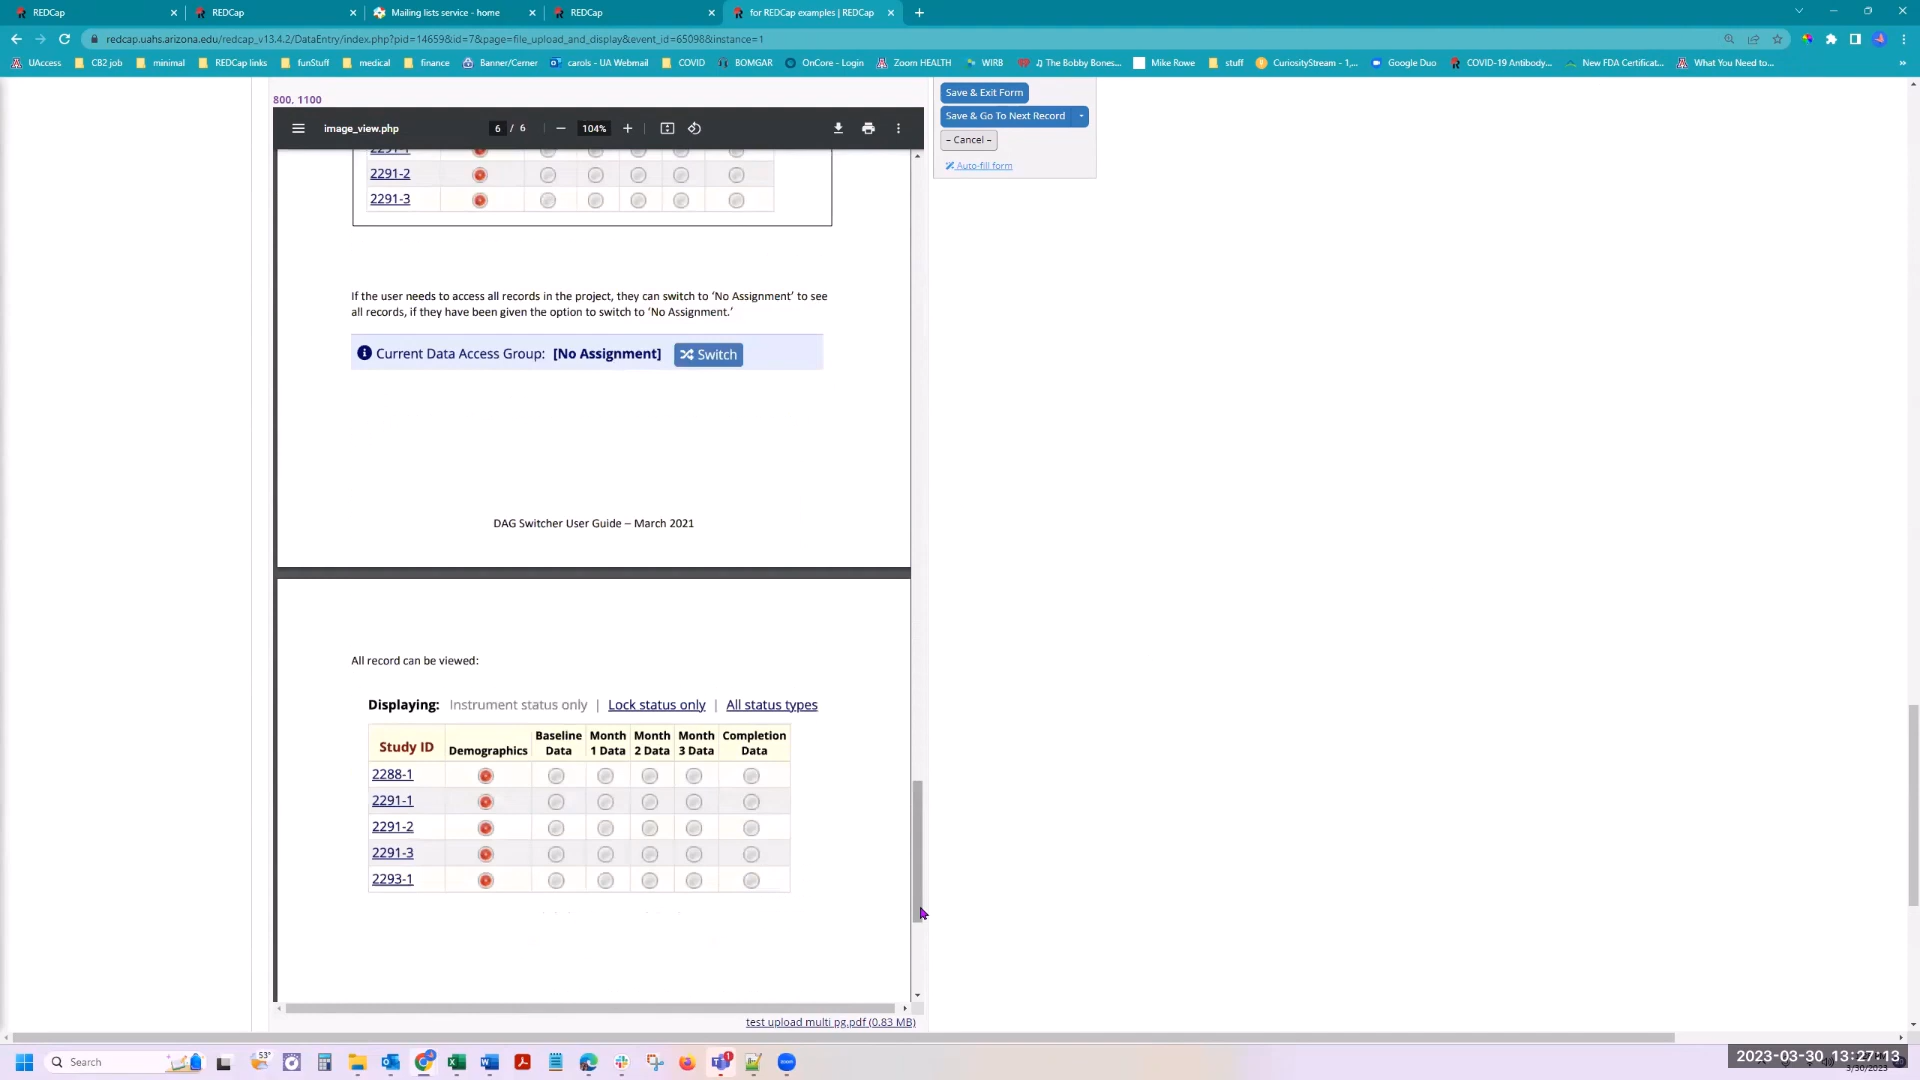 REDCap
REDCap
Mailing lists service - home
REDCap
for REDCap examples | REDCap
redcap.uahs.arizona.edu/redcap_v13.4.2/DataEntry/index.php?pid=14659&id=7&page=file_upload_and_display&event_id=65098&instance=1
UAccess
CB2 job
minimal
REDCap links
funStuff
medical
finance
Banner/Cerner
carols - UA Webmail
COVID
BOMGAR
OnCore - Login
Zoom HEALTH
WIRB
The Bobby Bones...
Mike Rowe
stuff
CuriosityStream - 1,...
Google Duo
COVID-19 Antibody...
New FDA Certificat...
What You Need to...
800, 1100
Save & Exit Form
Save & Go To Next Record
– Cancel –
Auto-fill form
image_view.php
6 / 6
104%
2291-1
2291-2
2291-3
If the user needs to access all records in the project, they can switch to ‘No Assignment’ to see
all records, if they have been given the option to switch to ‘No Assignment.’
Current Data Access Group: [No Assignment] Switch
DAG Switcher User Guide – March 2021
All record can be viewed:
Displaying: Instrument status only | Lock status only | All status types
Study ID Demographics Baseline Data Month 1 Data Month 2 Data Month 3 Data Completion Data
2288-1
2291-1
2291-2
2291-3
2293-1
test upload multi pg.pdf (0.83 MB)
Search
53°
1
2023-03-30 13:27:13
3/30/2023